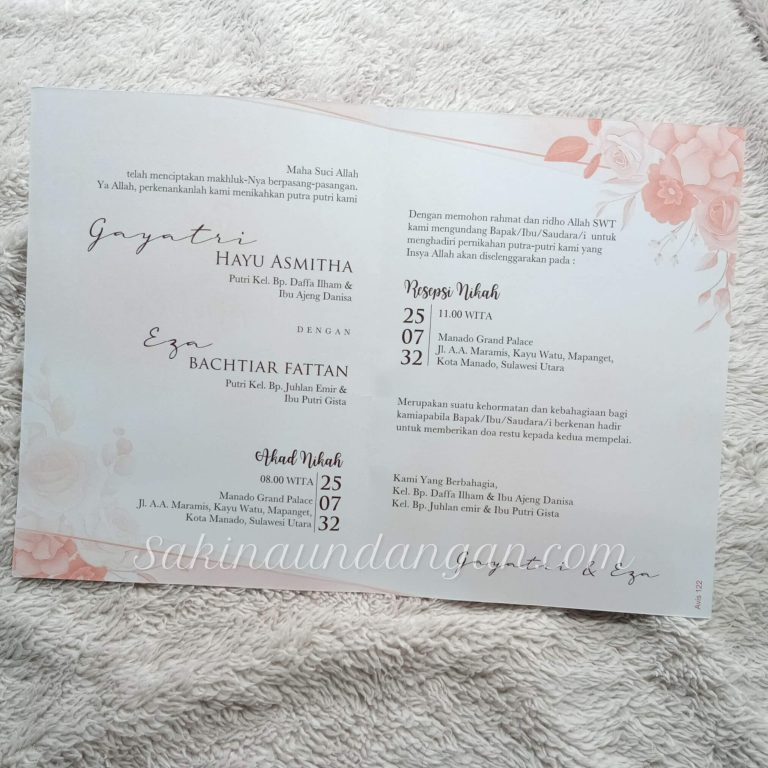 Maha Suci Allah
telah menciptakan makhluk-Nya berpasang-pasangan.
Ya Allah, perkenankanlah kami menikahkan putra putri kami
Gayatri
HAYU ASMITHA
Putri Kel. Bp. Daffa Ilham &
Ibu Ajeng Danisa
DENGAN
Eza
BACHTIAR FATTAN
Putri Kel. Bp. Juhlan Emir &
Ibu Putri Gista
Akad Nikah
08.00 WITA
25
07
32
Manado Grand Palace
Jl. A.A. Maramis, Kayu Watu, Mapanget,
Kota Manado, Sulawesi Utara
Dengan memohon rahmat dan ridho Allah SWT
kami mengundang Bapak/Ibu/Saudara/i untuk
menghadiri pernikahan putra-putri kami yang
Insya Allah akan diselenggarakan pada :
Resepsi Nikah
25
07
32
11.00 WITA
Manado Grand Palace
Jl. A.A. Maramis, Kayu Watu, Mapanget,
Kota Manado, Sulawesi Utara
Merupakan suatu kehormatan dan kebahagiaan bagi
kamiapabila Bapak/Ibu/Saudara/i berkenan hadir
untuk memberikan doa restu kepada kedua mempelai.
Kami Yang Berbahagia,
Kel. Bp. Daffa Ilham & Ibu Ajeng Danisa
Kel. Bp. Juhlan emir & Ibu Putri Gista
Gayatri & Eza
Avis 122
sakinaundangan.com